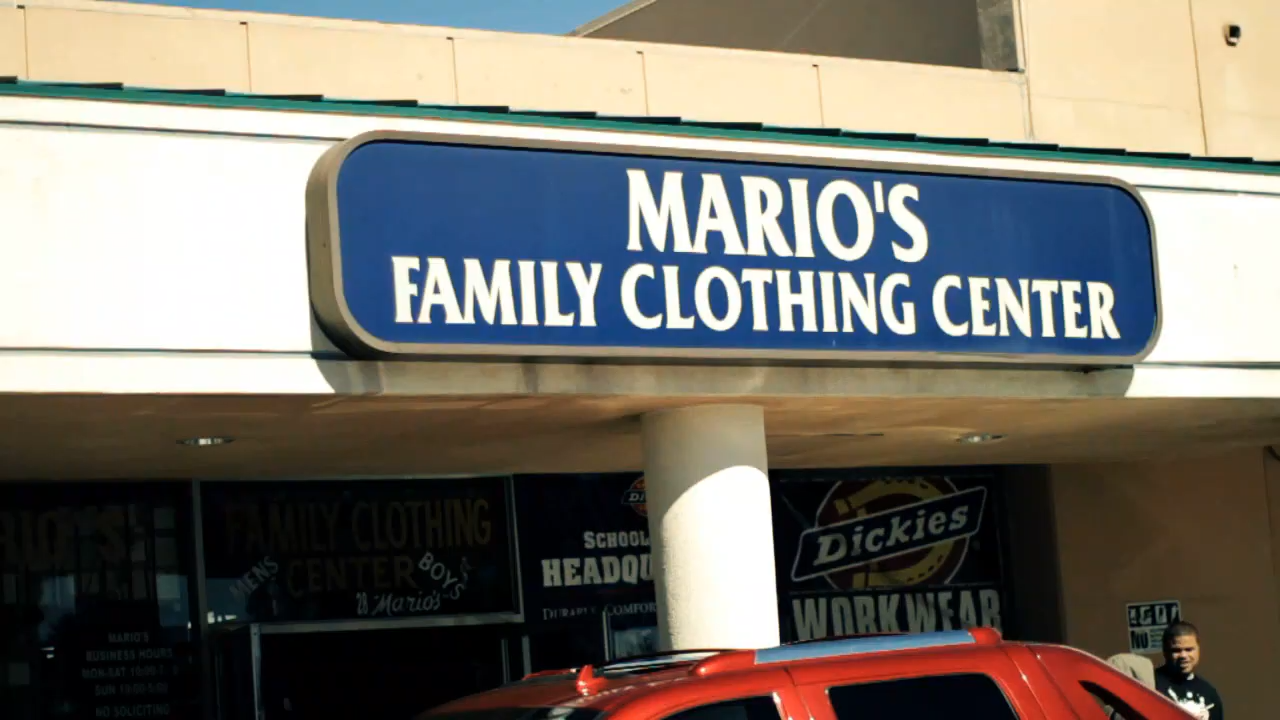 MARIO'S
FAMILY CLOTHING CENTER
FAMILY CLOTHING
CENTER
MENS
BOYS
Mario's
SCHOOL
HEADQU
Dickies
WORKWEAR
MARIO'S
BUSINESS HOURS
NO SOLICITING
NO